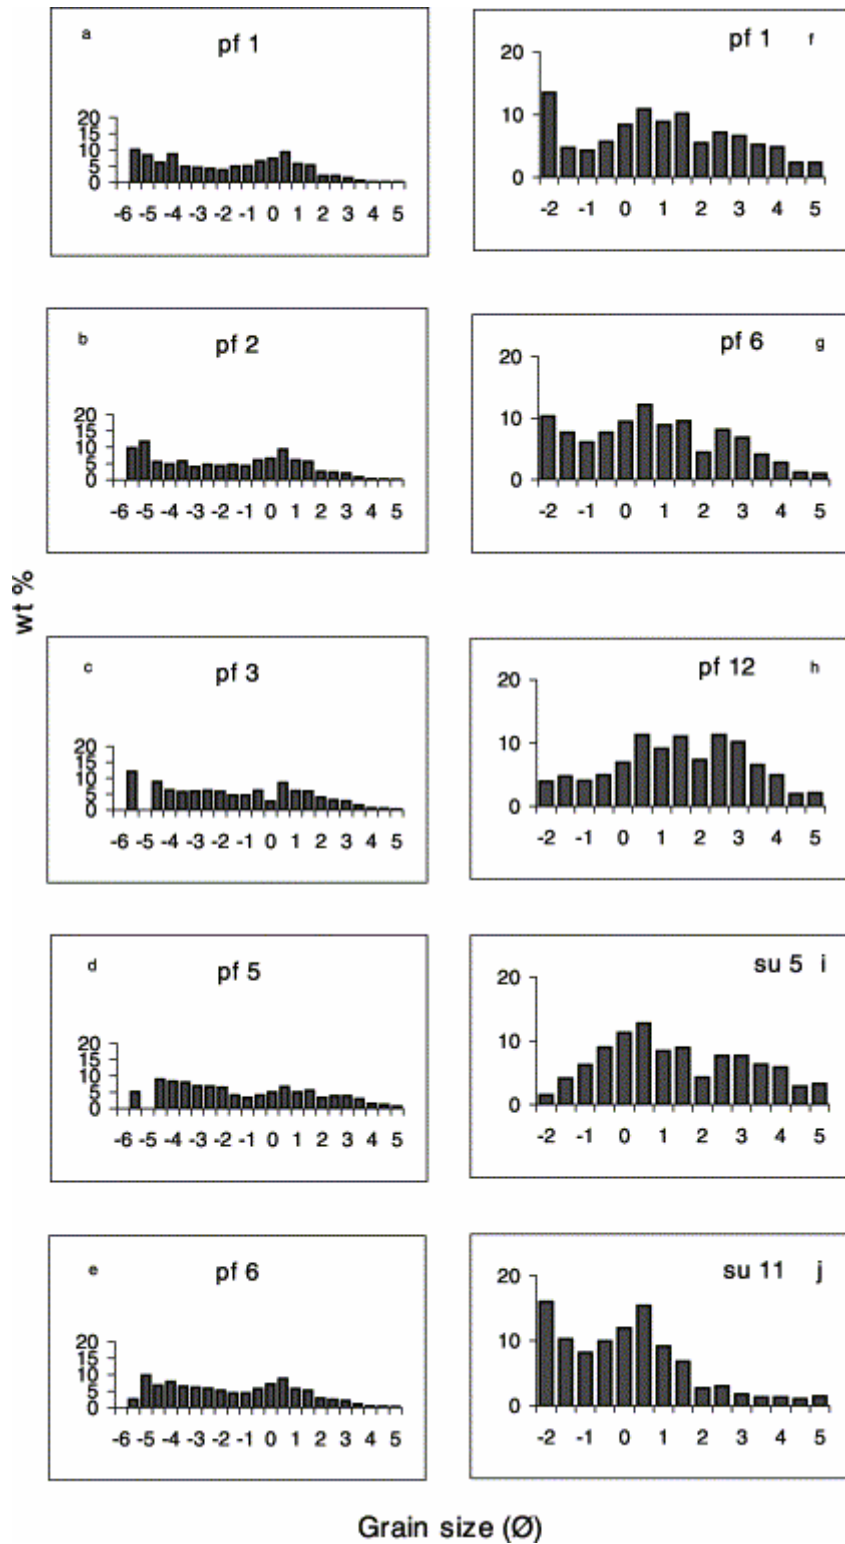 a
pf 1
20
15
10
5
0
-6 -5 -4 -3 -2 -1 0 1 2 3 4 5
pf 1 f
20
10
0
-2 -1 0 1 2 3 4 5
b
pf 2
20
15
10
5
0
-6 -5 -4 -3 -2 -1 0 1 2 3 4 5
pf 6 g
20
10
0
-2 -1 0 1 2 3 4 5
wt %
c
pf 3
20
15
10
5
0
-6 -5 -4 -3 -2 -1 0 1 2 3 4 5
pf 12 h
20
10
0
-2 -1 0 1 2 3 4 5
d
pf 5
20
15
10
5
0
-6 -5 -4 -3 -2 -1 0 1 2 3 4 5
su 5 i
20
10
0
-2 -1 0 1 2 3 4 5
e
pf 6
20
15
10
5
0
-6 -5 -4 -3 -2 -1 0 1 2 3 4 5
su 11 j
20
10
0
-2 -1 0 1 2 3 4 5
Grain size (Ø)